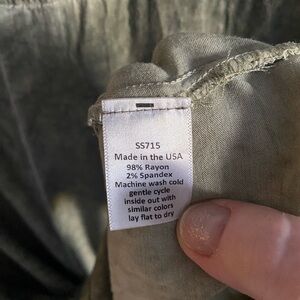 SS715
Made in the USA
98% Rayon
2% Spandex
Machine wash cold
gentle cycle
inside out with
similar colors
lay flat to dry